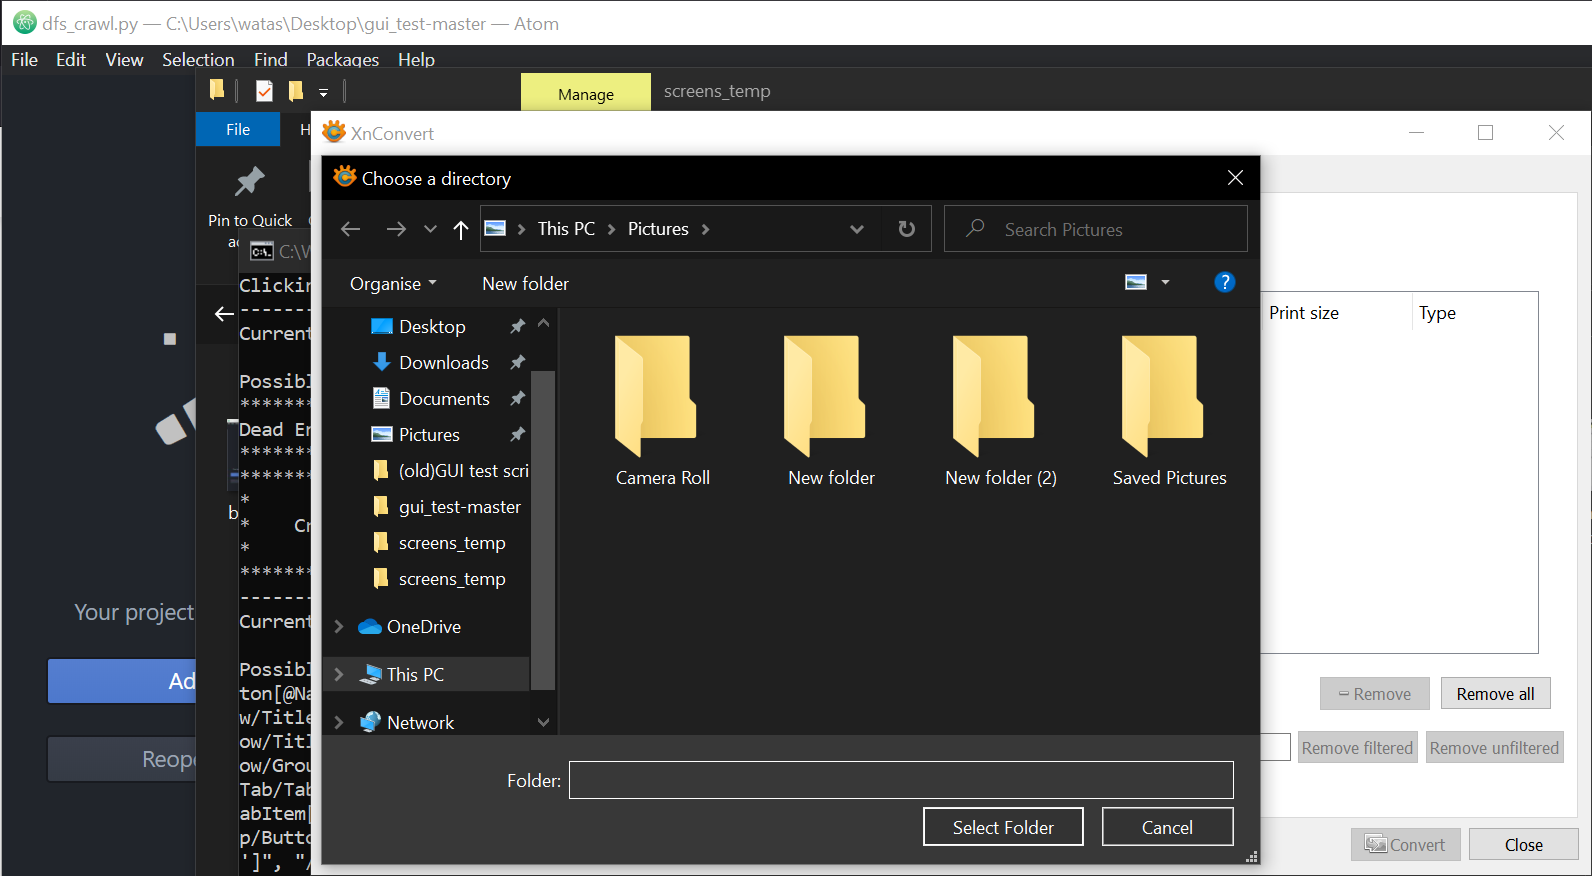 dfs_crawl.py — C:\Users\watas\Desktop\gui_test-master — Atom
File Edit View Selection Find Packages Help
Manage screens_temp
File H
XnConvert
Pin to Quick
Choose a directory
This PC Pictures
Search Pictures
Organise New folder
Desktop
Downloads
Documents
Pictures
(old)GUI test scri
gui_test-master
screens_temp
screens_temp
OneDrive
This PC
Network
Camera Roll
New folder
New folder (2)
Saved Pictures
Folder:
Select Folder Cancel
Print size Type
Remove Remove all
Remove filtered Remove unfiltered
Convert Close
C:\W
Clickin
-------
Current
Possibl
*******
Dead En
*******
*******
*
* Cr
*
*******
-------
Current
Possibl
ton[@Na
w/Title
ow/Titl
ow/Grou
Tab/Tab
abItem[
p/Butto
']", "/
Your project
Ad
Reope